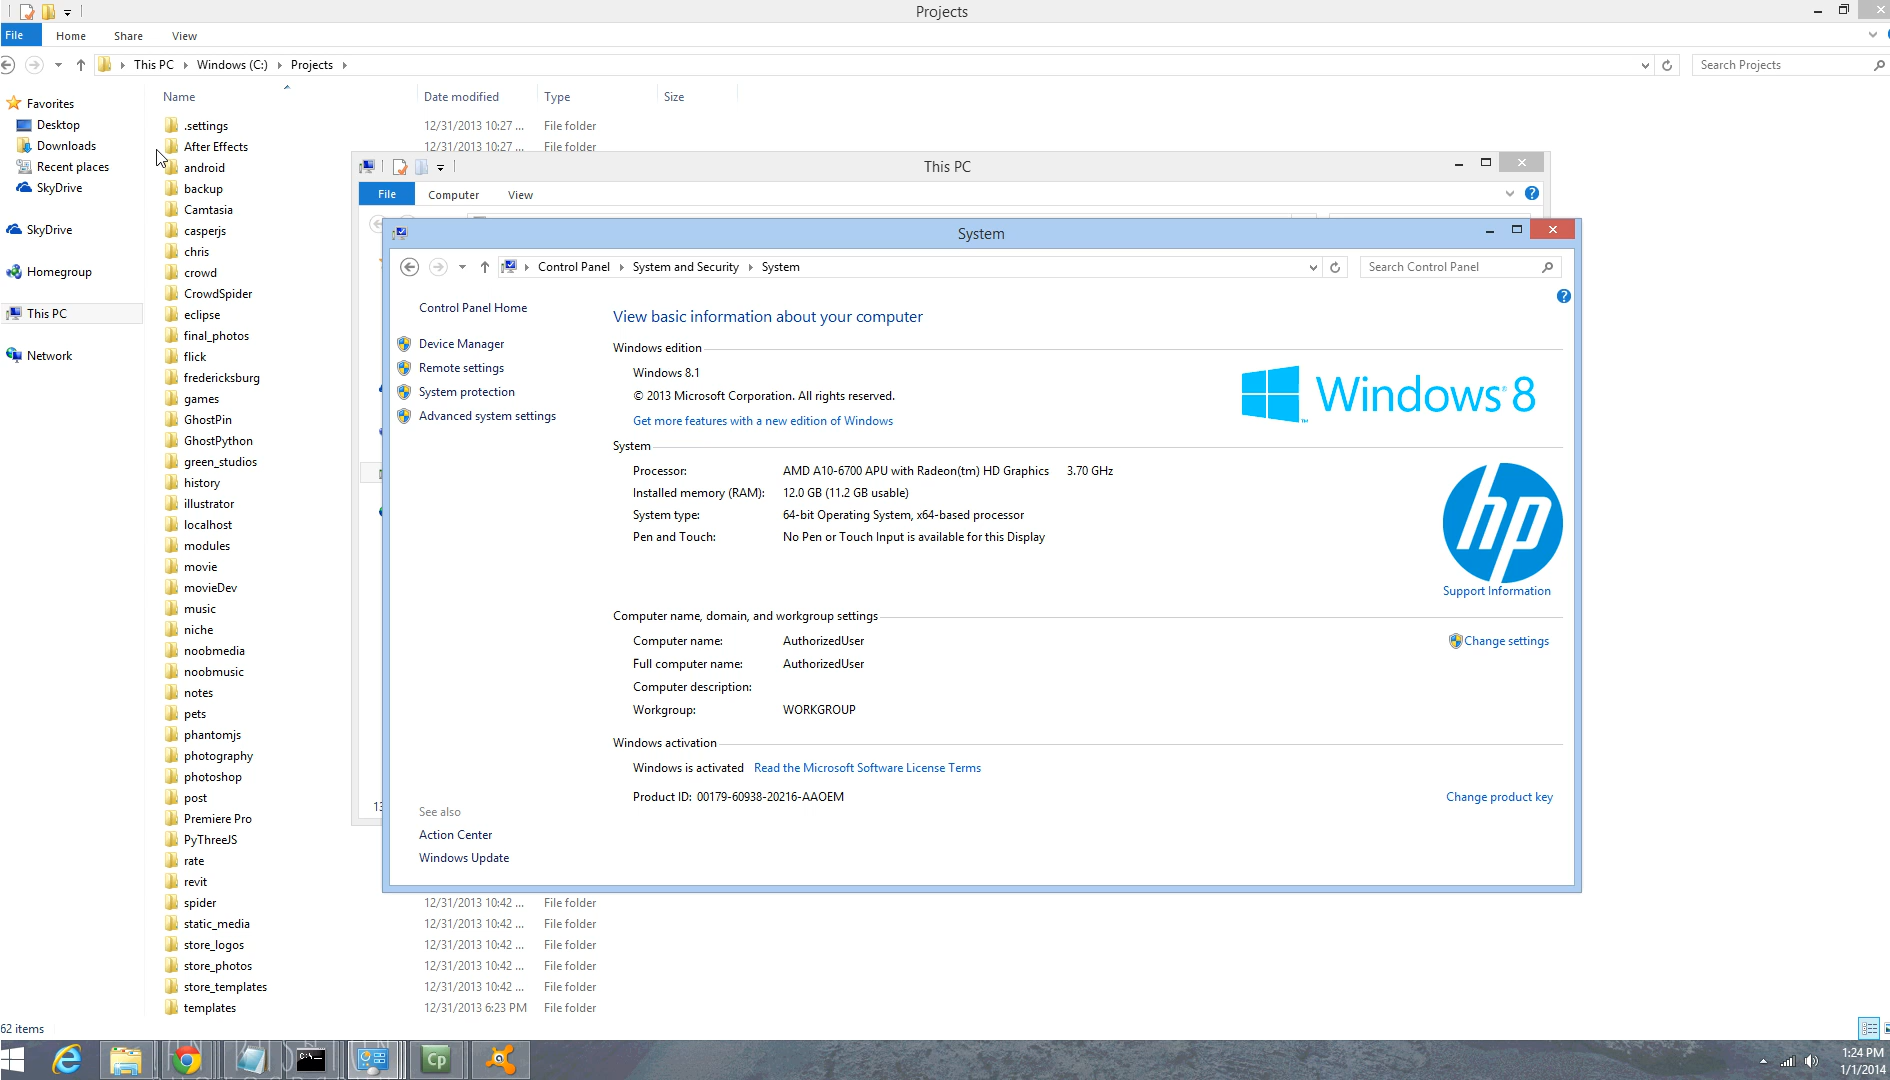 Projects
File Home Share View
This PC Windows (C:) Projects
Search Projects
Name Date modified Type Size
Favorites
Desktop
Downloads
Recent places
SkyDrive
SkyDrive
Homegroup
This PC
Network
.settings 12/31/2013 10:27 ... File folder
After Effects 12/31/2013 10:27 ... File folder
android
backup
Camtasia
casperjs
chris
crowd
CrowdSpider
eclipse
final_photos
flick
fredericksburg
games
GhostPin
GhostPython
green_studios
history
illustrator
localhost
modules
movie
movieDev
music
niche
noobmedia
noobmusic
notes
pets
phantomjs
photography
photoshop
post
Premiere Pro
PyThreeJS
rate
revit
spider 12/31/2013 10:42 ... File folder
static_media 12/31/2013 10:42 ... File folder
store_logos 12/31/2013 10:42 ... File folder
store_photos 12/31/2013 10:42 ... File folder
store_templates 12/31/2013 10:42 ... File folder
templates 12/31/2013 6:23 PM File folder
62 items
This PC
File Computer View
13
System
Control Panel System and Security System
Search Control Panel
Control Panel Home
Device Manager
Remote settings
System protection
Advanced system settings
See also
Action Center
Windows Update
View basic information about your computer
Windows edition
Windows 8.1
© 2013 Microsoft Corporation. All rights reserved.
Get more features with a new edition of Windows
Windows 8
System
Processor: AMD A10-6700 APU with Radeon(tm) HD Graphics 3.70 GHz
Installed memory (RAM): 12.0 GB (11.2 GB usable)
System type: 64-bit Operating System, x64-based processor
Pen and Touch: No Pen or Touch Input is available for this Display
hp
Support Information
Computer name, domain, and workgroup settings
Computer name: AuthorizedUser
Change settings
Full computer name: AuthorizedUser
Computer description:
Workgroup: WORKGROUP
Windows activation
Windows is activated Read the Microsoft Software License Terms
Product ID: 00179-60938-20216-AAOEM
Change product key
C:\
Cp
1:24 PM
1/1/2014